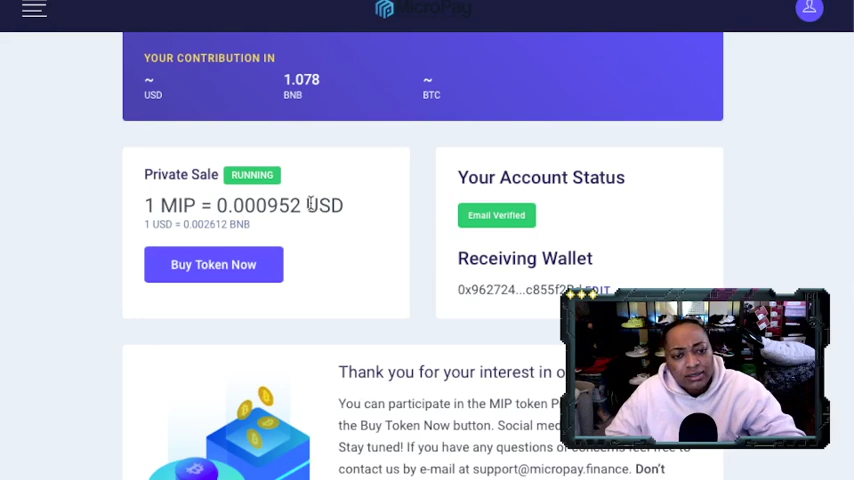 MicroPay
YOUR CONTRIBUTION IN
~ 1.078 ~
USD BNB BTC
Private Sale RUNNING
1 MIP = 0.000952 USD
1 USD = 0.002612 BNB
Buy Token Now
Your Account Status
Email Verified
Receiving Wallet
Thank you for your interest in
You can participate in the MIP token
the Buy Token Now button. Social
Stay tuned! If you have any questions
contact us by e-mail at support@micropay.finance. Don't